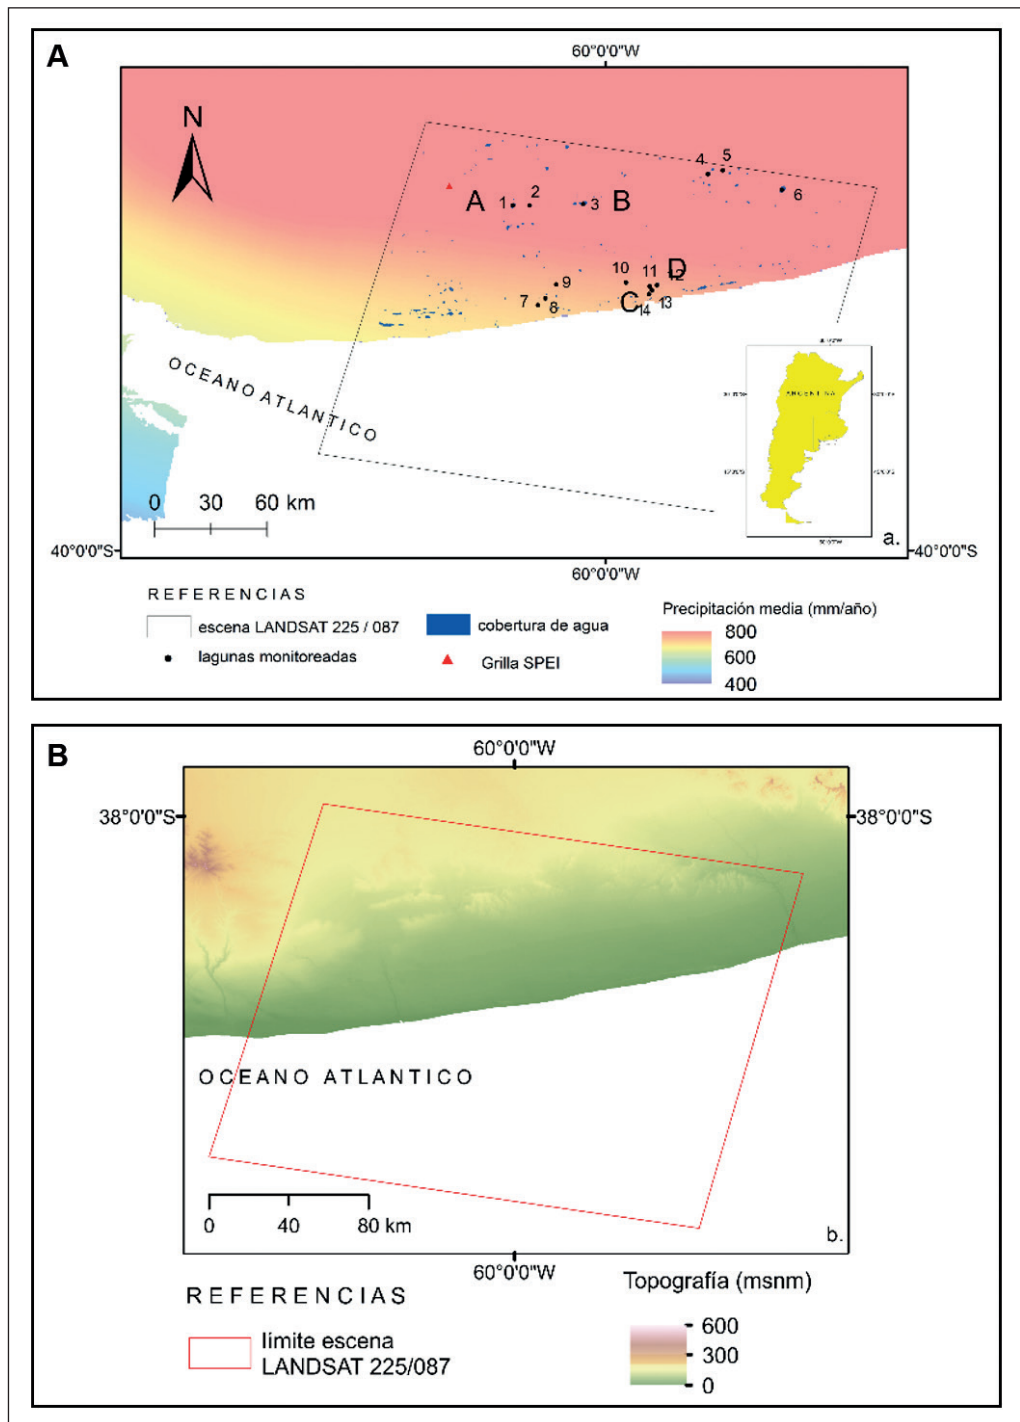 A
60°0'0"W
N
4 5
6
A 1 2 3 B
9
7 8
10 11 D 12
C 14 13
OCEANO ATLANTICO
ARGENTINA
0 30 60 km
a.
40°0'0"S
40°0'0"S
60°0'0"W
REFERENCIAS
escena LANDSAT 225 / 087
lagunas monitoreadas
cobertura de agua
Grilla SPEI
Precipitación media (mm/año)
800
600
400
B
60°0'0"W
38°0'0"S
38°0'0"S
OCEANO ATLANTICO
0 40 80 km
b.
60°0'0"W
REFERENCIAS
límite escena
LANDSAT 225/087
Topografía (msnm)
600
300
0